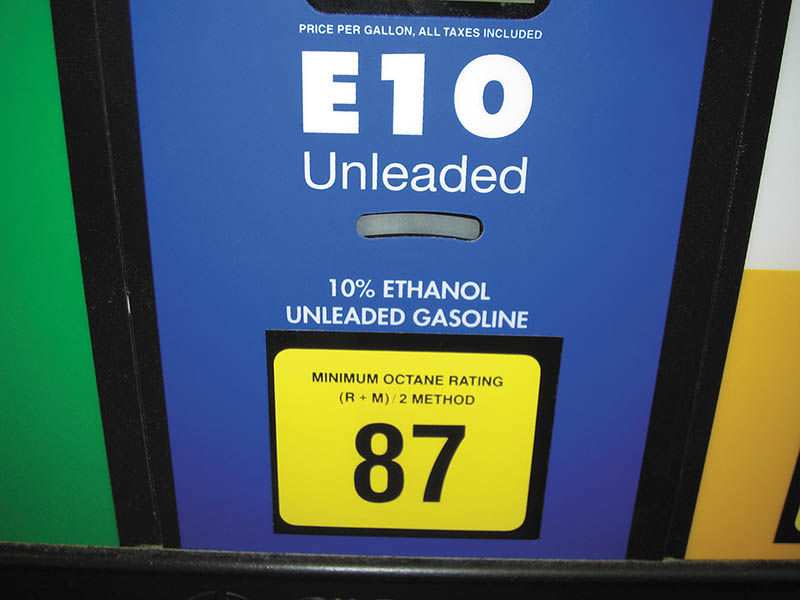 PRICE PER GALLON, ALL TAXES INCLUDED
E10
Unleaded
10% ETHANOL
UNLEADED GASOLINE
MINIMUM OCTANE RATING
(R + M) / 2 METHOD
87